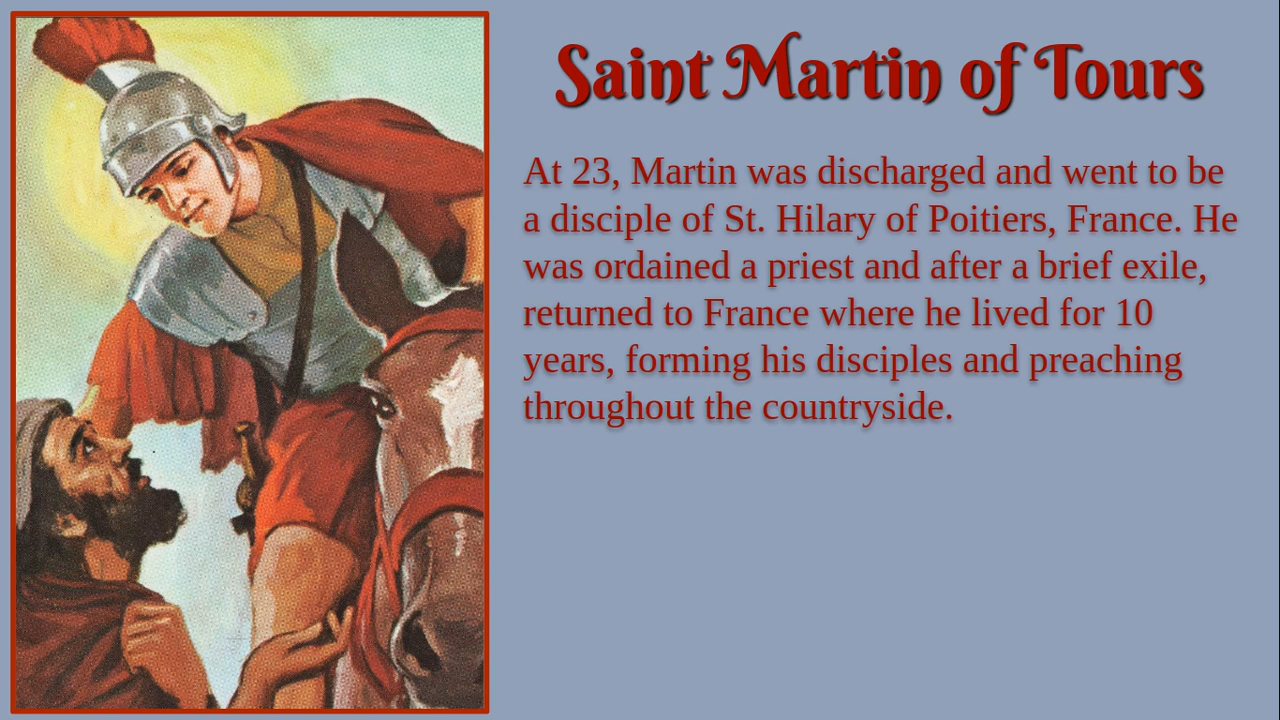 Saint Martin of Tours
At 23, Martin was discharged and went to be
a disciple of St. Hilary of Poitiers, France. He
was ordained a priest and after a brief exile,
returned to France where he lived for 10
years, forming his disciples and preaching
throughout the countryside.